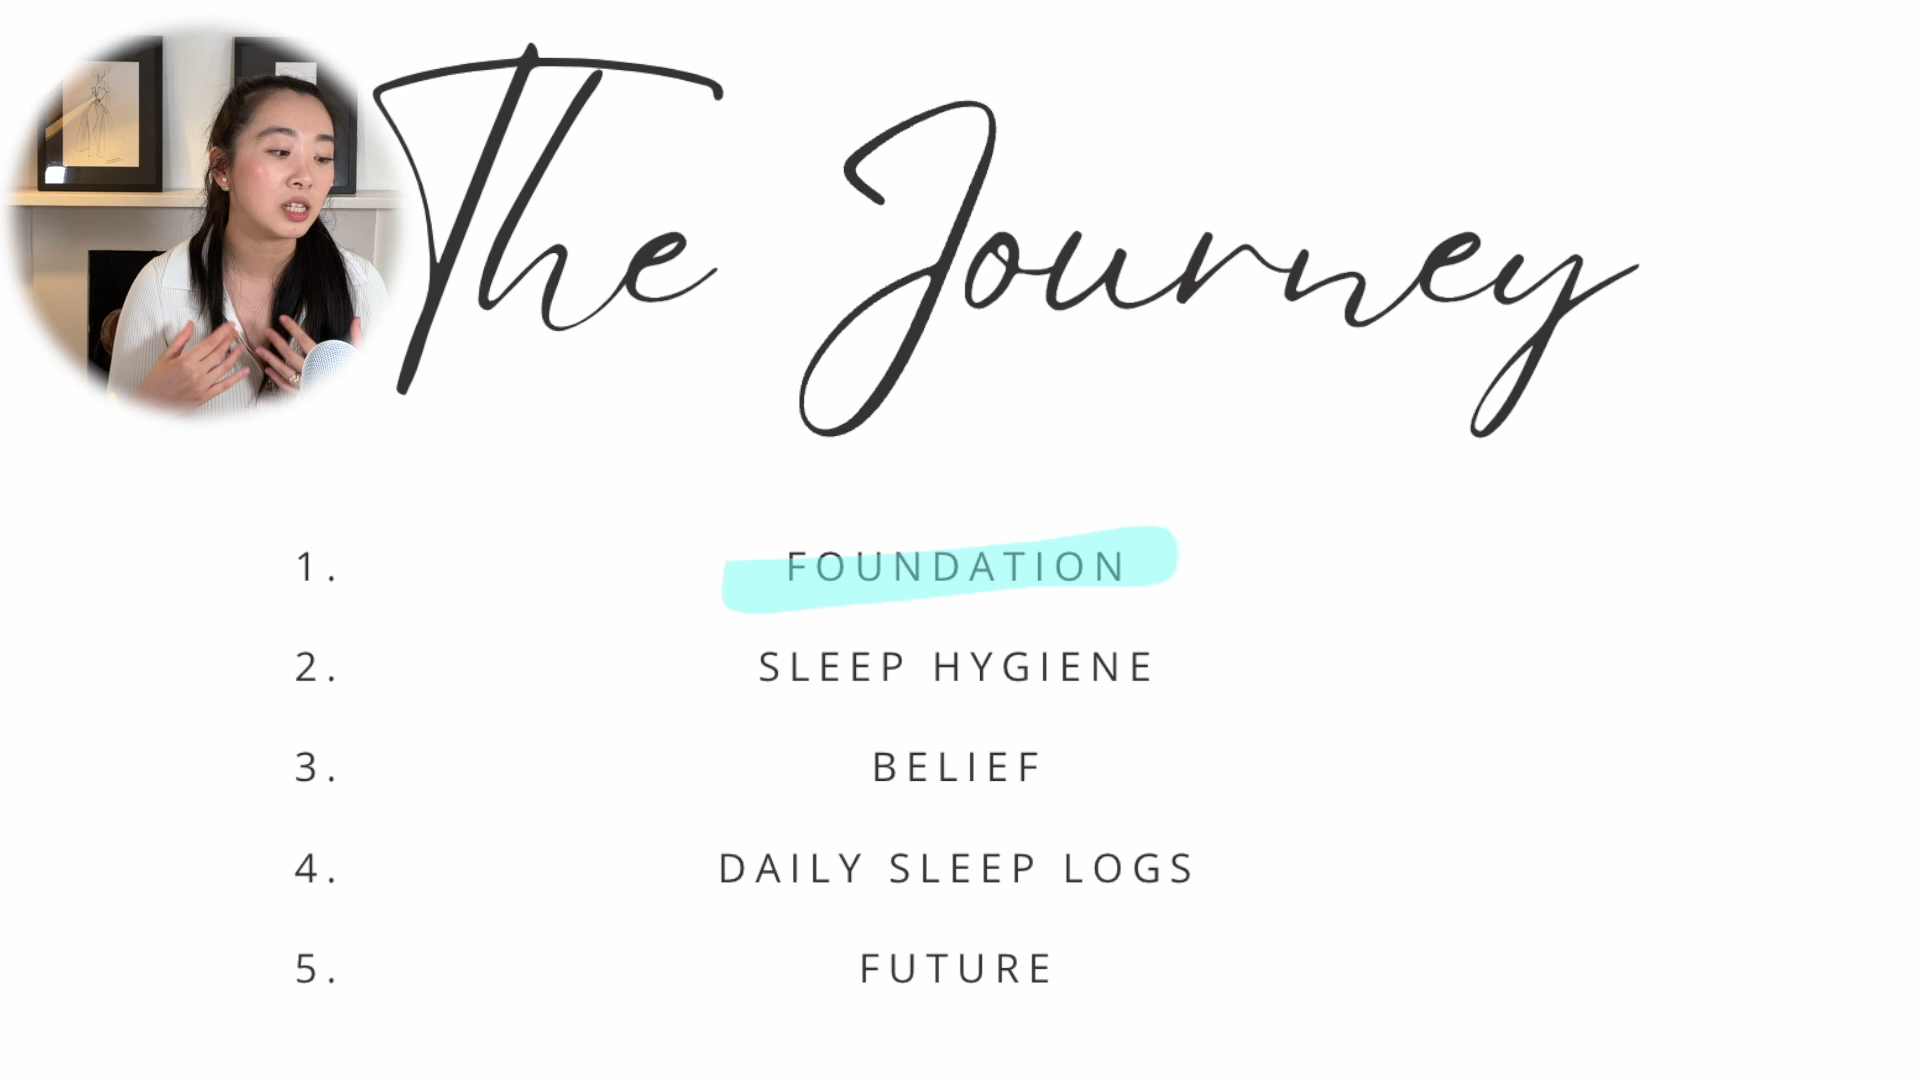 The Journey
1. FOUNDATION
2. SLEEP HYGIENE
3. BELIEF
4. DAILY SLEEP LOGS
5. FUTURE